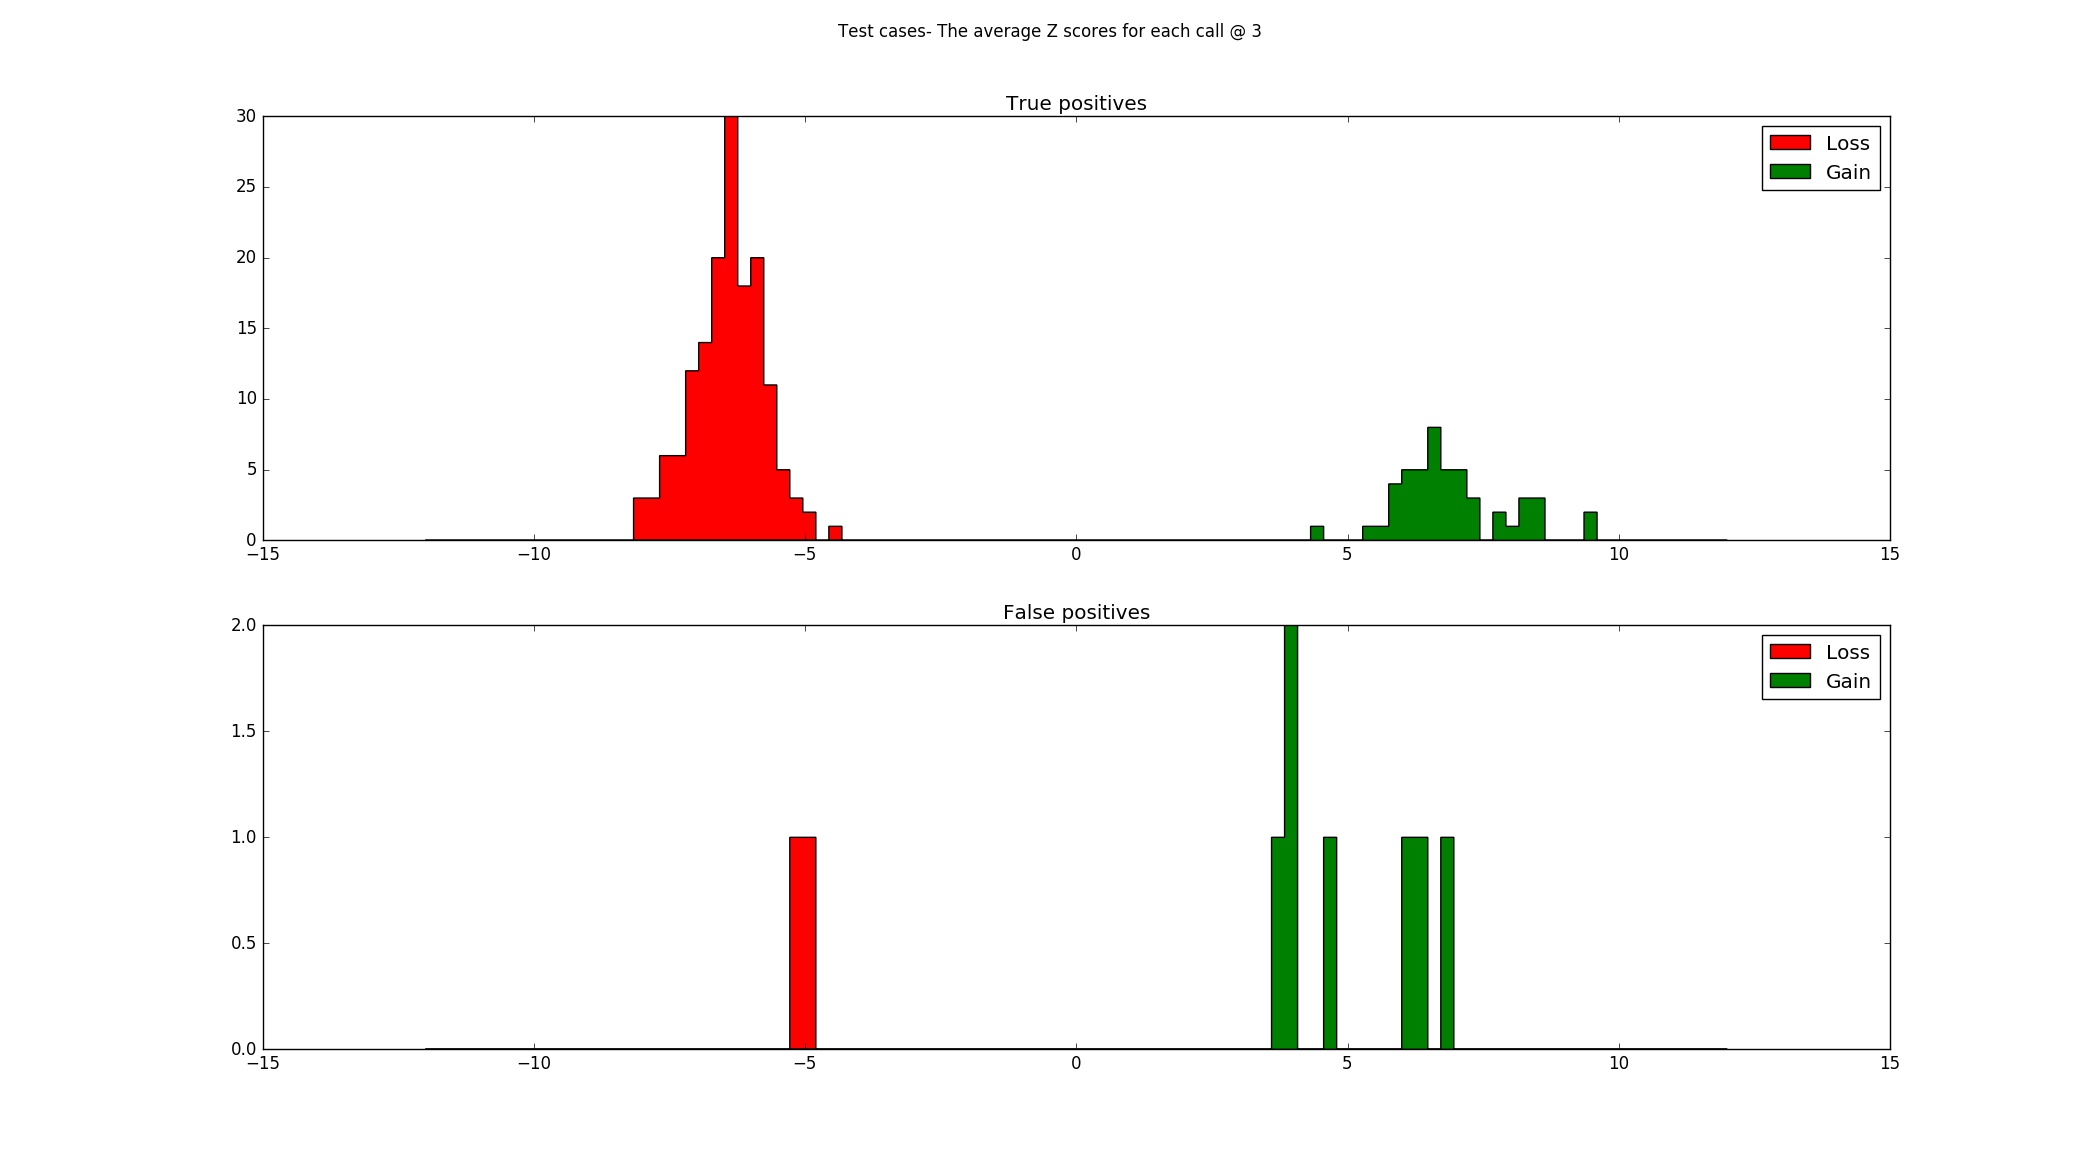 Test cases- The average Z scores for each call @ 3
True positives
30
25
20
15
10
5
0
Loss
Gain
−15 −10 −5 0 5 10 15
False positives
2.0
1.5
1.0
0.5
0.0
Loss
Gain
−15 −10 −5 0 5 10 15